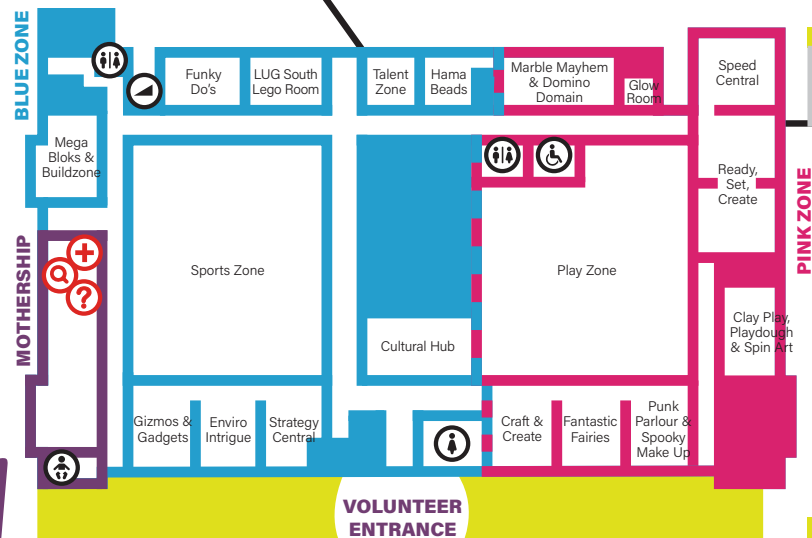 BLUE ZONE
Funky
Do's
LUG South
Lego Room
Talent
Zone
Hama
Beads
Marble Mayhem
& Domino
Domain
Glow
Room
Speed
Central
Mega
Bloks &
Buildzone
Ready,
Set,
Create
PINK ZONE
MOTHERSHIP
?
Sports Zone
Play Zone
Cultural Hub
Clay Play,
Playdough
& Spin Art
Gizmos &
Gadgets
Enviro
Intrigue
Strategy
Central
Craft &
Create
Fantastic
Fairies
Punk
Parlour &
Spooky
Make Up
VOLUNTEER
ENTRANCE